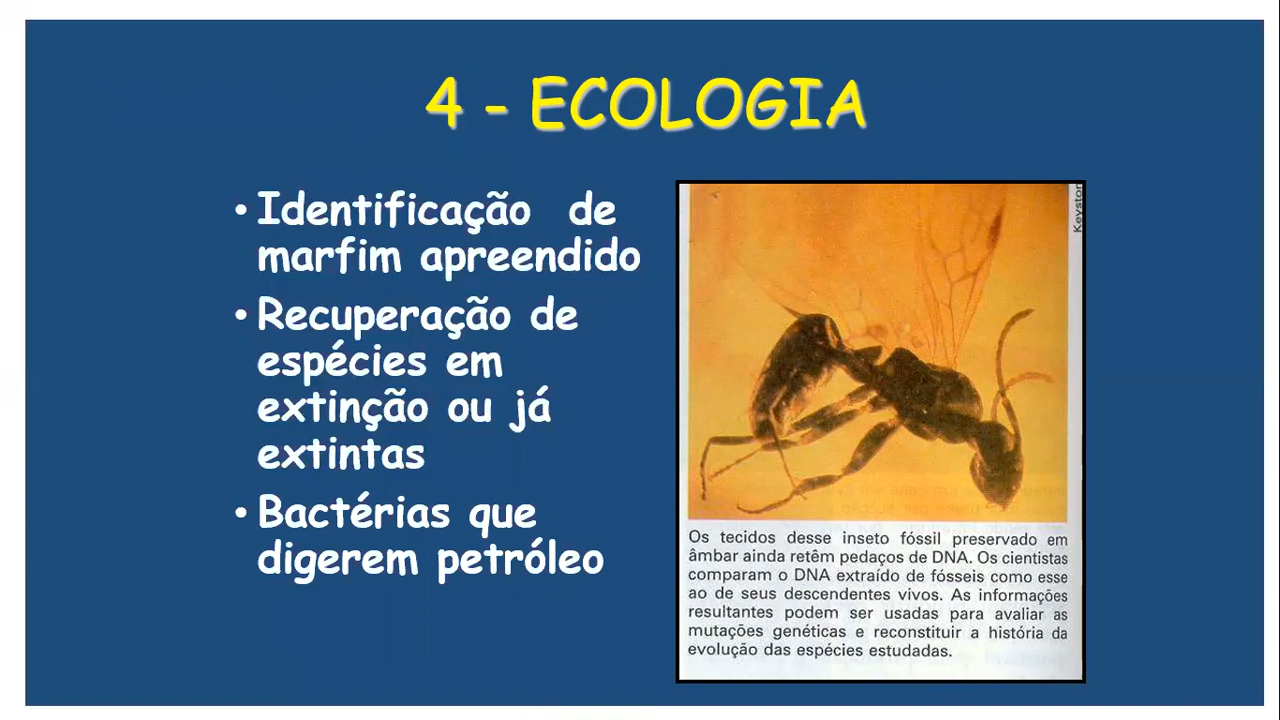 4 - ECOLOGIA
• Identificação de
marfim apreendido
• Recuperação de
espécies em
extinção ou já
extintas
• Bactérias que
digerem petróleo
Os tecidos desse inseto fóssil preservado em
âmbar ainda retêm pedaços de DNA. Os cientistas
comparam o DNA extraído de fósseis como esse
ao de seus descendentes vivos. As informações
resultantes podem ser usadas para avaliar as
mutações genéticas e reconstituir a história da
evolução das espécies estudadas.